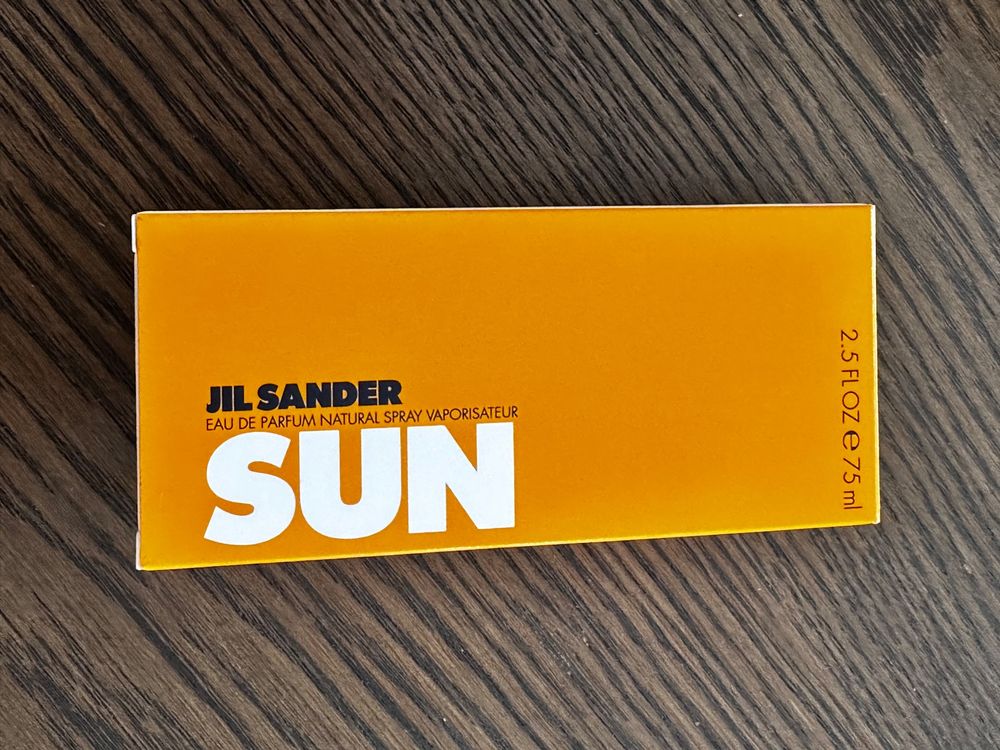 JIL SANDER
EAU DE PARFUM NATURAL SPRAY VAPORISATEUR
SUN
2.5 FL OZ ℮ 75 ml